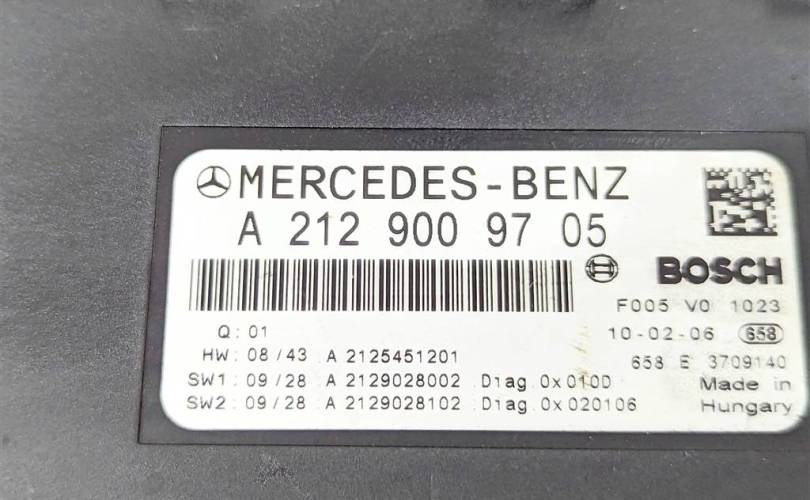 MERCEDES-BENZ
A 212 900 97 05
BOSCH
F005 V0 1023
Q: 01
10-02-06 658
HW: 08/43 A 2125451201
658 E 3709140
SW1: 09/28 A 2129028002 Diag 0x010D
Made in
SW2: 09/28 A 2129028102 Diag 0x020106
Hungary